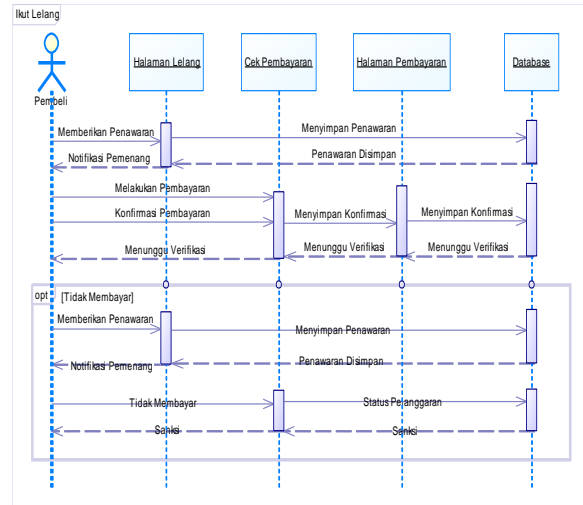 Ikut Lelang
Halaman Lelang
Cek Pembayaran
Halaman Pembayaran
Database
Pembeli
Memberikan Penawaran
Menyimpan Penawaran
Notifikasi Pemenang
Penawaran Disimpan
Melakukan Pembayaran
Konfirmasi Pembayaran
Menyimpan Konfirmasi
Menyimpan Konfirmasi
Menunggu Verifikasi
Menunggu Verifikasi
Menunggu Verifikasi
opt
[Tidak Membayar]
Memberikan Penawaran
Menyimpan Penawaran
Notifikasi Pemenang
Penawaran Disimpan
Tidak Membayar
Status Pelanggaran
Sanksi
Sanksi